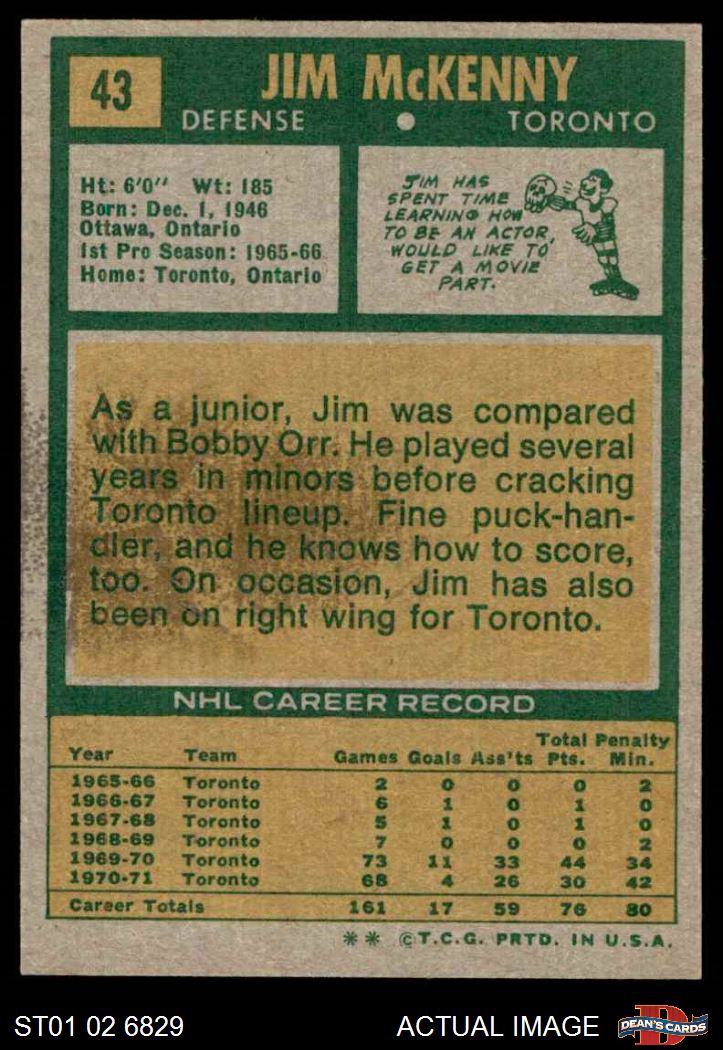 43
JIM McKENNY
DEFENSE • TORONTO
Ht: 6'0" Wt: 185
Born: Dec. 1, 1946
Ottawa, Ontario
1st Pro Season: 1965-66
Home: Toronto, Ontario
JIM HAS
SPENT TIME
LEARNING HOW
TO BE AN ACTOR,
WOULD LIKE TO
GET A MOVIE
PART.
As a junior, Jim was compared
with Bobby Orr. He played several
years in minors before cracking
Toronto lineup. Fine puck-han-
dler, and he knows how to score,
too. On occasion, Jim has also
been on right wing for Toronto.
NHL CAREER RECORD
Year Team Games Goals Ass'ts Total Pts. Penalty Min.
1965-66 Toronto 2 0 0 0 2
1966-67 Toronto 6 1 0 1 0
1967-68 Toronto 5 1 0 1 0
1968-69 Toronto 7 0 0 0 2
1969-70 Toronto 73 11 33 44 34
1970-71 Toronto 68 4 26 30 42
Career Totals 161 17 59 76 80
** ©T.C.G. PRTD. IN U.S.A.
ST01 02 6829
ACTUAL IMAGE
DEAN'S CARDS